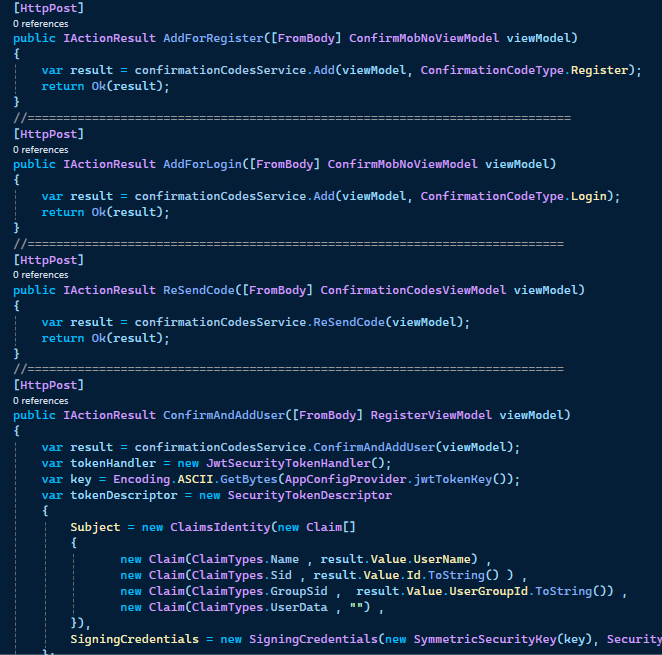 [HttpPost]
0 references
public IActionResult AddForRegister([FromBody] ConfirmMobNoViewModel viewModel)
{
var result = confirmationCodesService.Add(viewModel, ConfirmationCodeType.Register);
return Ok(result);
}
//============================================================================
[HttpPost]
0 references
public IActionResult AddForLogin([FromBody] ConfirmMobNoViewModel viewModel)
{
var result = confirmationCodesService.Add(viewModel, ConfirmationCodeType.Login);
return Ok(result);
}
//===========================================================================
[HttpPost]
0 references
public IActionResult ReSendCode([FromBody] ConfirmationCodesViewModel viewModel)
{
var result = confirmationCodesService.ReSendCode(viewModel);
return Ok(result);
}
//===========================================================================
[HttpPost]
0 references
public IActionResult ConfirmAndAddUser([FromBody] RegisterViewModel viewModel)
{
var result = confirmationCodesService.ConfirmAndAddUser(viewModel);
var tokenHandler = new JwtSecurityTokenHandler();
var key = Encoding.ASCII.GetBytes(AppConfigProvider.jwtTokenKey());
var tokenDescriptor = new SecurityTokenDescriptor
{
Subject = new ClaimsIdentity(new Claim[]
{
new Claim(ClaimTypes.Name , result.Value.UserName) ,
new Claim(ClaimTypes.Sid , result.Value.Id.ToString() ) ,
new Claim(ClaimTypes.GroupSid ,  result.Value.UserGroupId.ToString()) ,
new Claim(ClaimTypes.UserData , "") ,
}),
SigningCredentials = new SigningCredentials(new SymmetricSecurityKey(key), Security